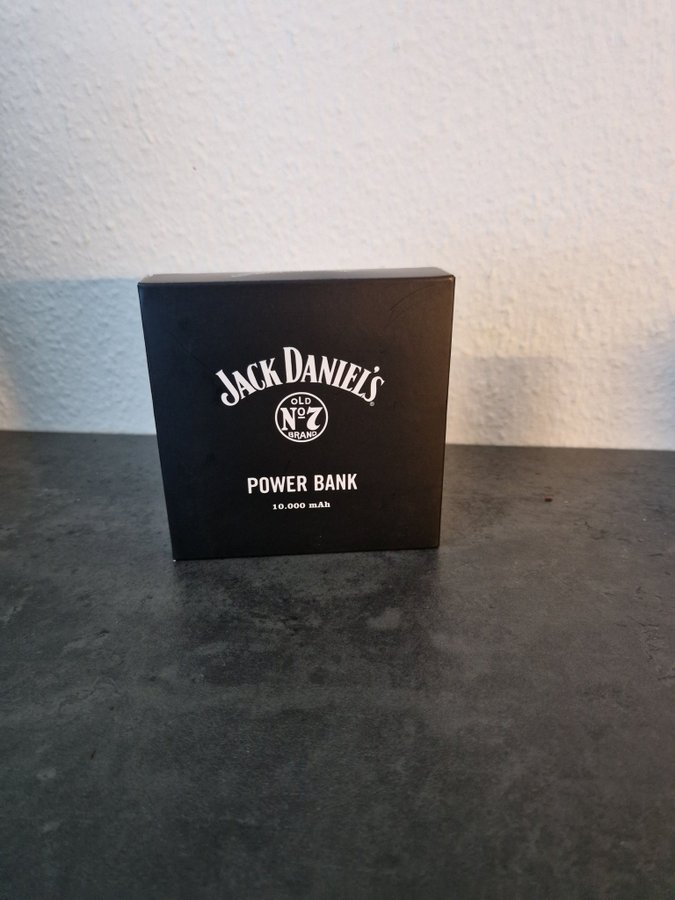 JACK DANIEL'S®
OLD
Nº7
BRAND
POWER BANK
10.000 mAh